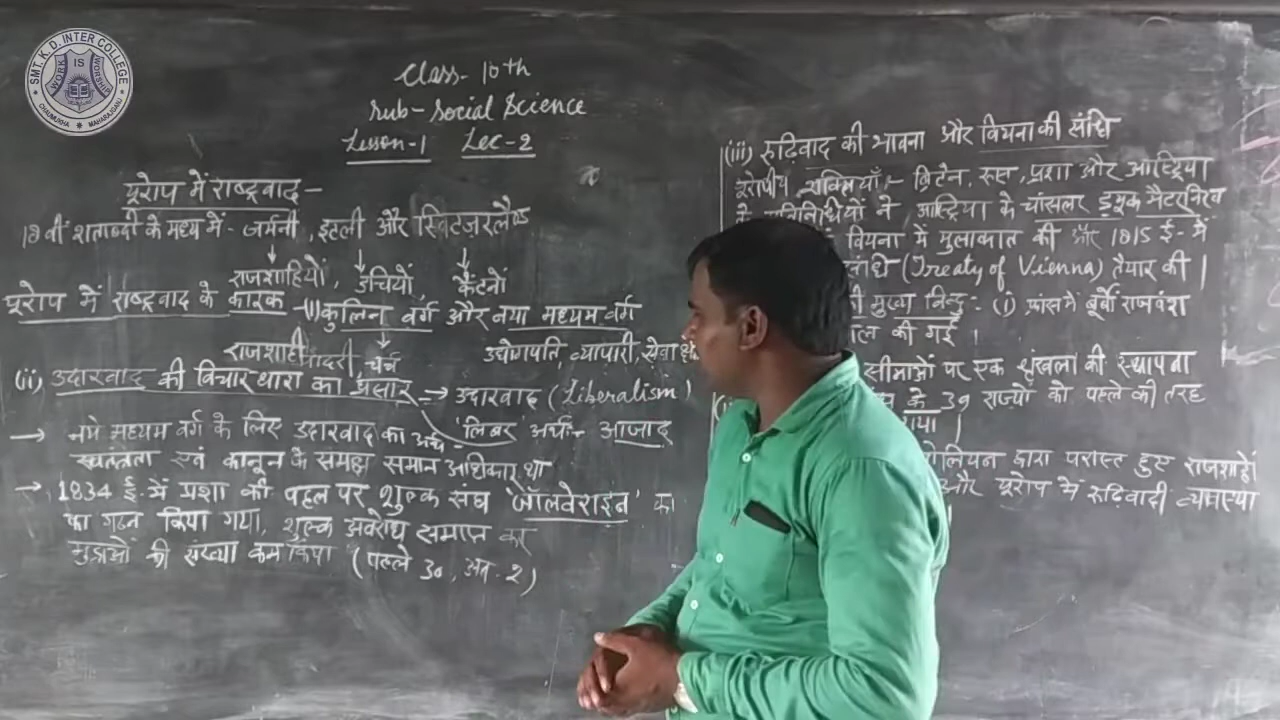 SMT. K. D. INTER COLLEGE
WORK IS WORSHIP
MAHARAJGANJ
Class- 10th
Sub- Social Science
Lesson-1 Lec-2
यूरोप में राष्ट्रवाद -
18 वीं शताब्दी के मध्य में - जर्मनी, इटली और स्विटज़रलैण्ड
राजशाहियों, डचियों कैंटनों
यूरोप में राष्ट्रवाद के कारक - (i) कुलिन वर्ग और नया मध्यम वर्ग
राजशाही पादरी, चर्च
उद्योगपति, व्यापारी, सेवा क्षे
(ii) उदारवाद की विचारधारा का प्रसार → उदारवाद (Liberalism)
→ नये मध्यम वर्ग के लिए उदारवाद का अर्थ - 'लिबर' अर्थ - आजाद
स्वतंत्रता एवं कानून के समक्ष समान अधिकार था
→ 1834 ई. में प्रशा की पहल पर शुल्क संघ 'जॉलवेराइन' का
का गठन किया गया, शुल्क अवरोध समाप्त कर
मुद्राओं की संख्या कम किया (पहले 30, अब - 2)
(iii) रूढ़िवाद की भावना और वियना की संधि
यूरोपीय शक्तियाँ - ब्रिटेन, रूस, प्रशा और आस्ट्रिया
के प्रतिनिधियों ने आस्ट्रिया के चांसलर ड्यूक मैटरनिख
वियना में मुलाकात की और 1815 ई- में
संधि (Treaty of Vienna) तैयार की।
की मुख्य बिन्दु :- (i) फ्रांस में बूर्बो राजवंश
की गई।
सीमाओं पर एक श्रृंखला की स्थापना
के 39 राज्यों को पहले की तरह
गया।
द्वारा परास्त हुए राजशाहों
और यूरोप में रूढ़िवादी व्यवस्था